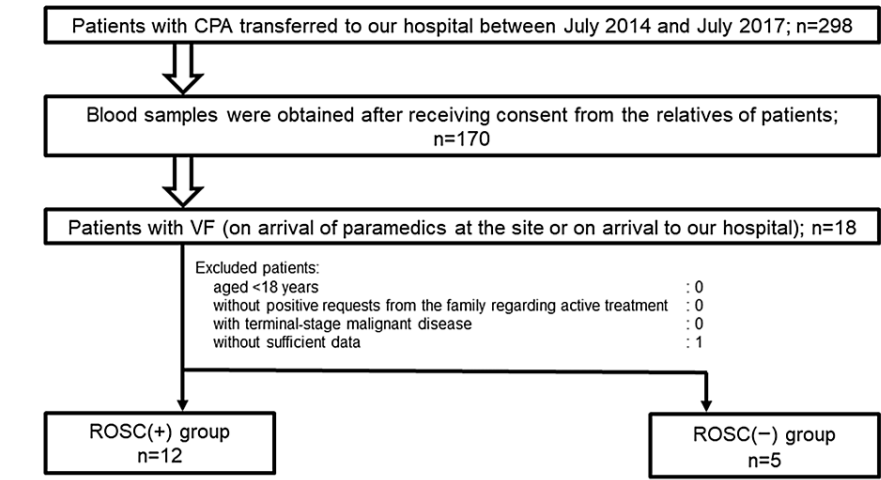 Patients with CPA transferred to our hospital between July 2014 and July 2017; n=298
Blood samples were obtained after receiving consent from the relatives of patients;
n=170
Patients with VF (on arrival of paramedics at the site or on arrival to our hospital); n=18
Excluded patients:
aged <18 years : 0
without positive requests from the family regarding active treatment : 0
with terminal-stage malignant disease : 0
without sufficient data : 1
ROSC(+) group
n=12
ROSC(−) group
n=5